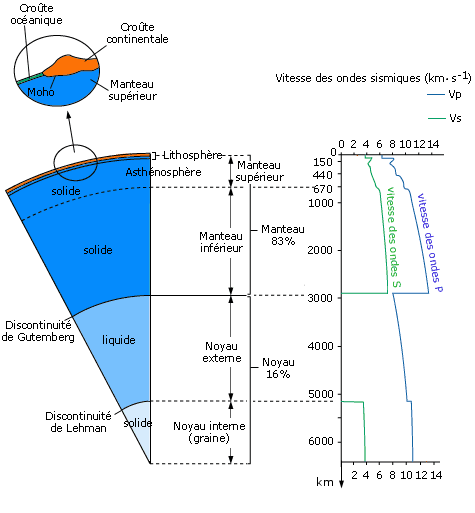 Croûte
océanique
Croûte
continentale
Moho
Manteau
supérieur
Vitesse des ondes sismiques (km·s⁻¹)
Vp
Vs
0 2 4 6 8 10 12 14
0
150
440
670
1000
2000
3000
4000
5000
6000
km
0 2 4 6 8 10 12 14
vitesse des ondes S
vitesse des ondes P
Lithosphère
Asthénosphère
solide
Manteau
supérieur
Manteau
inférieur
Manteau
83%
solide
Discontinuité
de Gutemberg
liquide
Noyau
externe
Noyau
16%
Discontinuité
de Lehman
solide
Noyau interne
(graine)